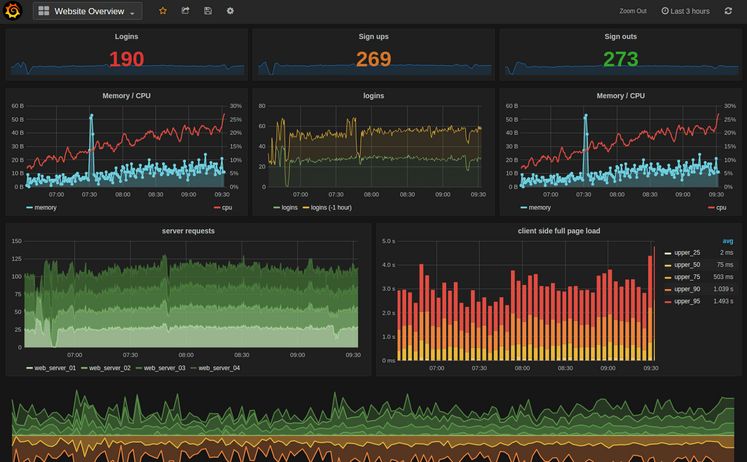 Website Overview
Zoom Out Last 3 hours
Logins
190
Sign ups
269
Sign outs
273
Memory / CPU
60 B
50 B
40 B
30 B
20 B
10 B
0 B
30%
25%
20%
15%
10%
5%
0%
07:00 07:30 08:00 08:30 09:00 09:30
memory cpu
logins
80
60
40
20
0
07:00 07:30 08:00 08:30 09:00 09:30
logins logins (-1 hour)
Memory / CPU
60 B
50 B
40 B
30 B
20 B
10 B
0 B
30%
25%
20%
15%
10%
5%
0%
07:00 07:30 08:00 08:30 09:00 09:30
memory cpu
server requests
150
125
100
75
50
25
0
07:00 07:30 08:00 08:30 09:00 09:30
web_server_01 web_server_02 web_server_03 web_server_04
client side full page load
5.0 s
4.0 s
3.0 s
2.0 s
1.0 s
0 ms
07:00 07:30 08:00 08:30 09:00 09:30
avg
upper_25 2 ms
upper_50 75 ms
upper_75 503 ms
upper_90 1.039 s
upper_95 1.493 s